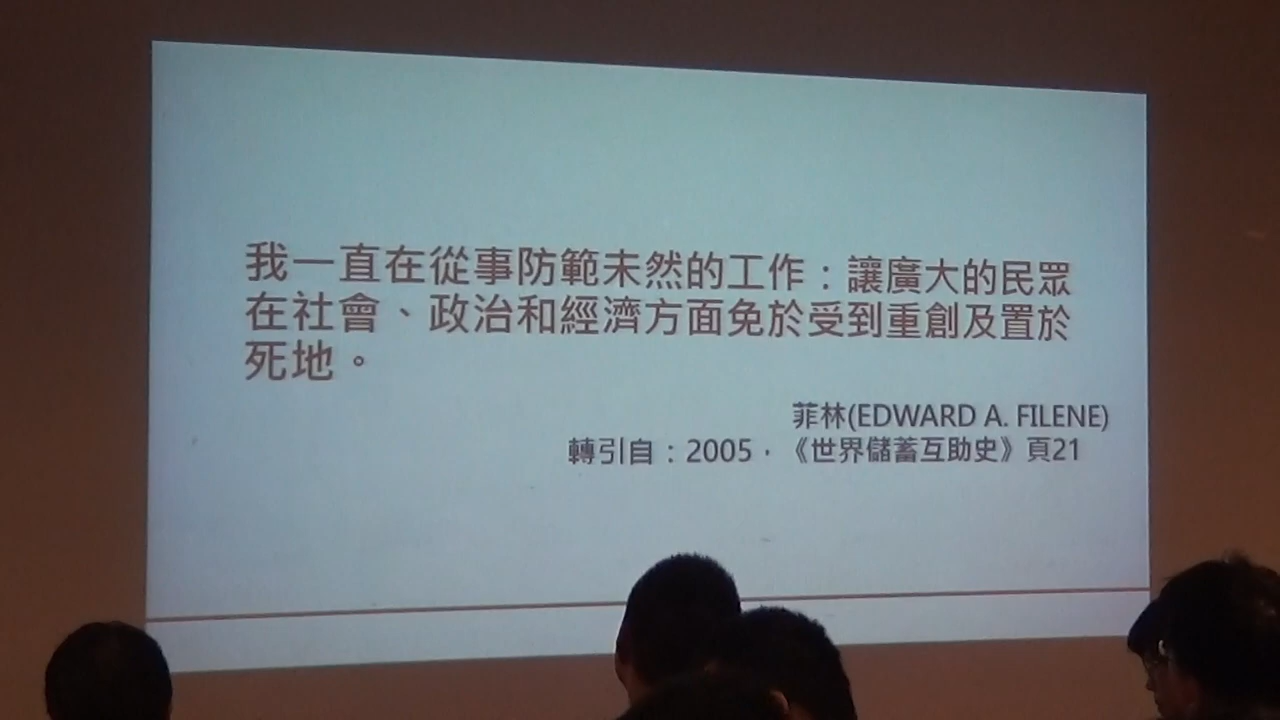 我一直在從事防範未然的工作：讓廣大的民眾
在社會、政治和經濟方面免於受到重創及置於
死地。
菲林(EDWARD A. FILENE)
轉引自：2005，《世界儲蓄互助史》頁21